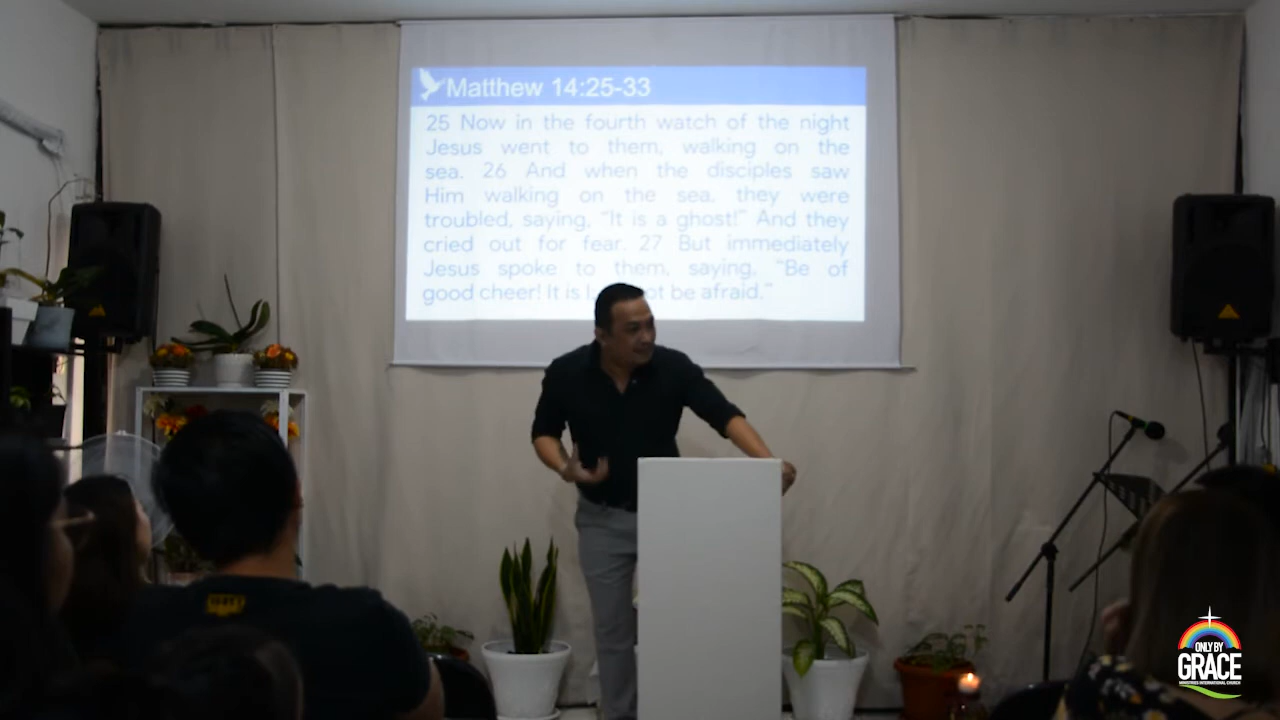 Matthew 14:25-33
25 Now in the fourth watch of the night
Jesus went to them, walking on the
sea. 26 And when the disciples saw
Him walking on the sea, they were
troubled, saying, "It is a ghost!" And they
cried out for fear. 27 But immediately
Jesus spoke to them, saying, "Be of
good cheer! It is I ot be afraid."
ONLY BY
GRACE
MINISTRIES INTERNATIONAL CHURCH